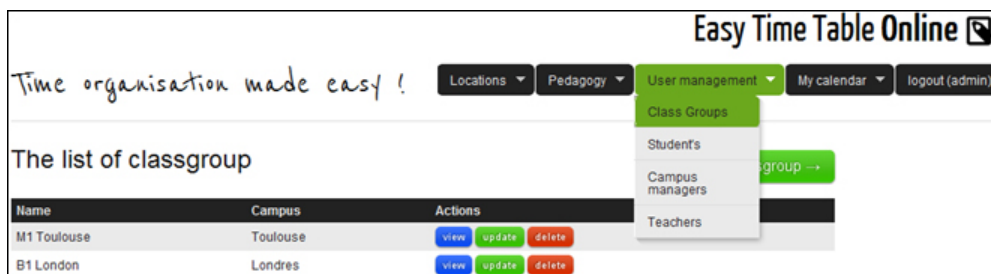 Easy Time Table Online
Time organisation made easy !
Locations Pedagogy User management My calendar logout (admin)
Class Groups
Student's
Campus
managers
Teachers
The list of classgroup
sgroup →
Name Campus Actions
M1 Toulouse Toulouse view update delete
B1 London Londres view update delete